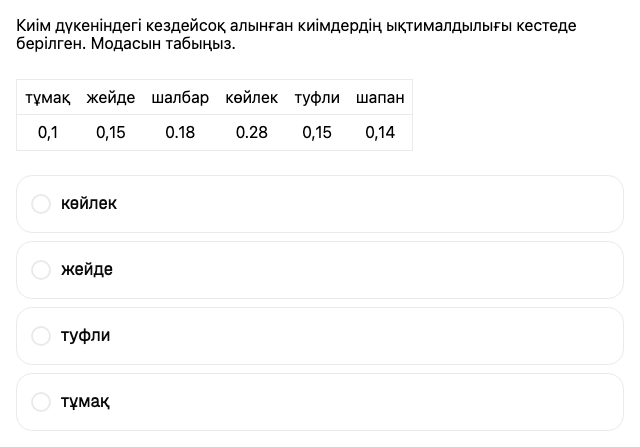 Киім дүкеніндегі кездейсоқ алынған киімдердің ықтималдылығы кестеде
берілген. Модасын табыңыз.
тұмақ жейде шалбар көйлек туфли шапан
0,1 0,15 0.18 0.28 0,15 0,14
көйлек
жейде
туфли
тұмақ